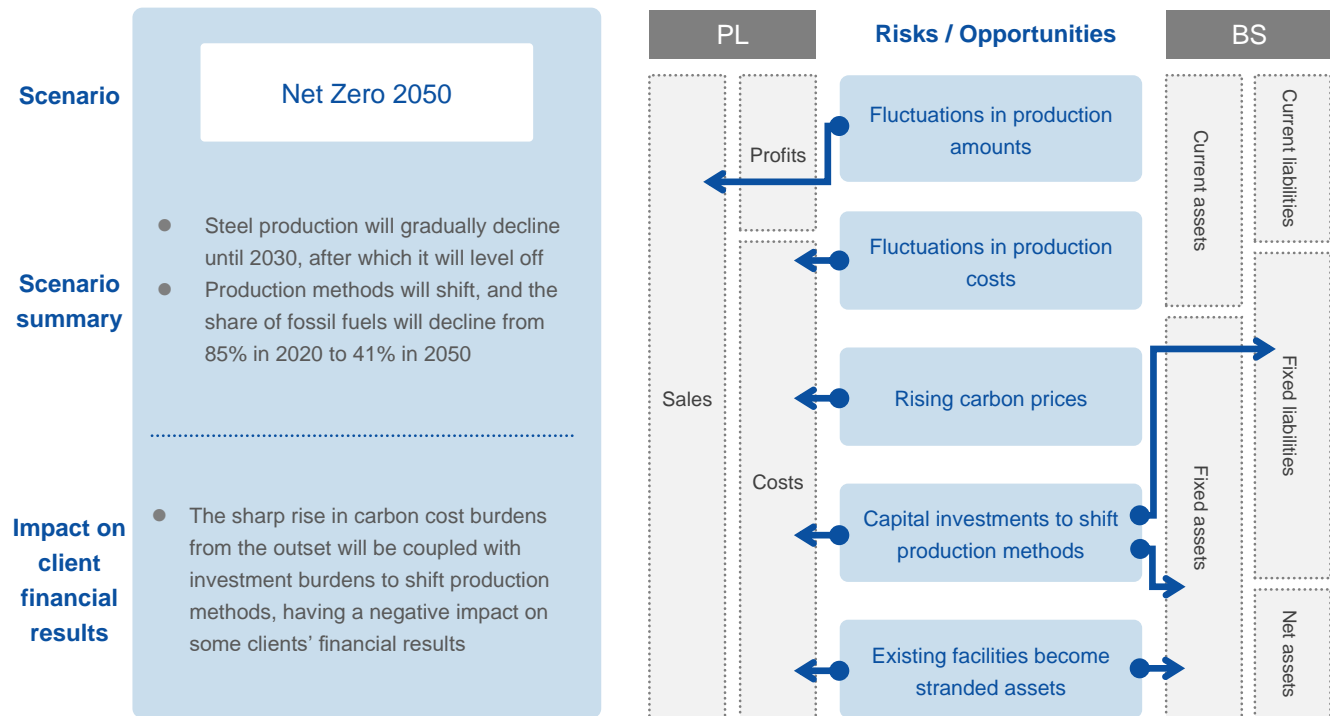 Scenario
Net Zero 2050
Scenario
summary
● Steel production will gradually decline
until 2030, after which it will level off
● Production methods will shift, and the
share of fossil fuels will decline from
85% in 2020 to 41% in 2050
Impact on
client
financial
results
● The sharp rise in carbon cost burdens
from the outset will be coupled with
investment burdens to shift production
methods, having a negative impact on
some clients’ financial results
PL
Risks / Opportunities
BS
Sales
Profits
Costs
Fluctuations in production
amounts
Fluctuations in production
costs
Rising carbon prices
Capital investments to shift
production methods
Existing facilities become
stranded assets
Current assets
Fixed assets
Current liabilities
Fixed liabilities
Net assets